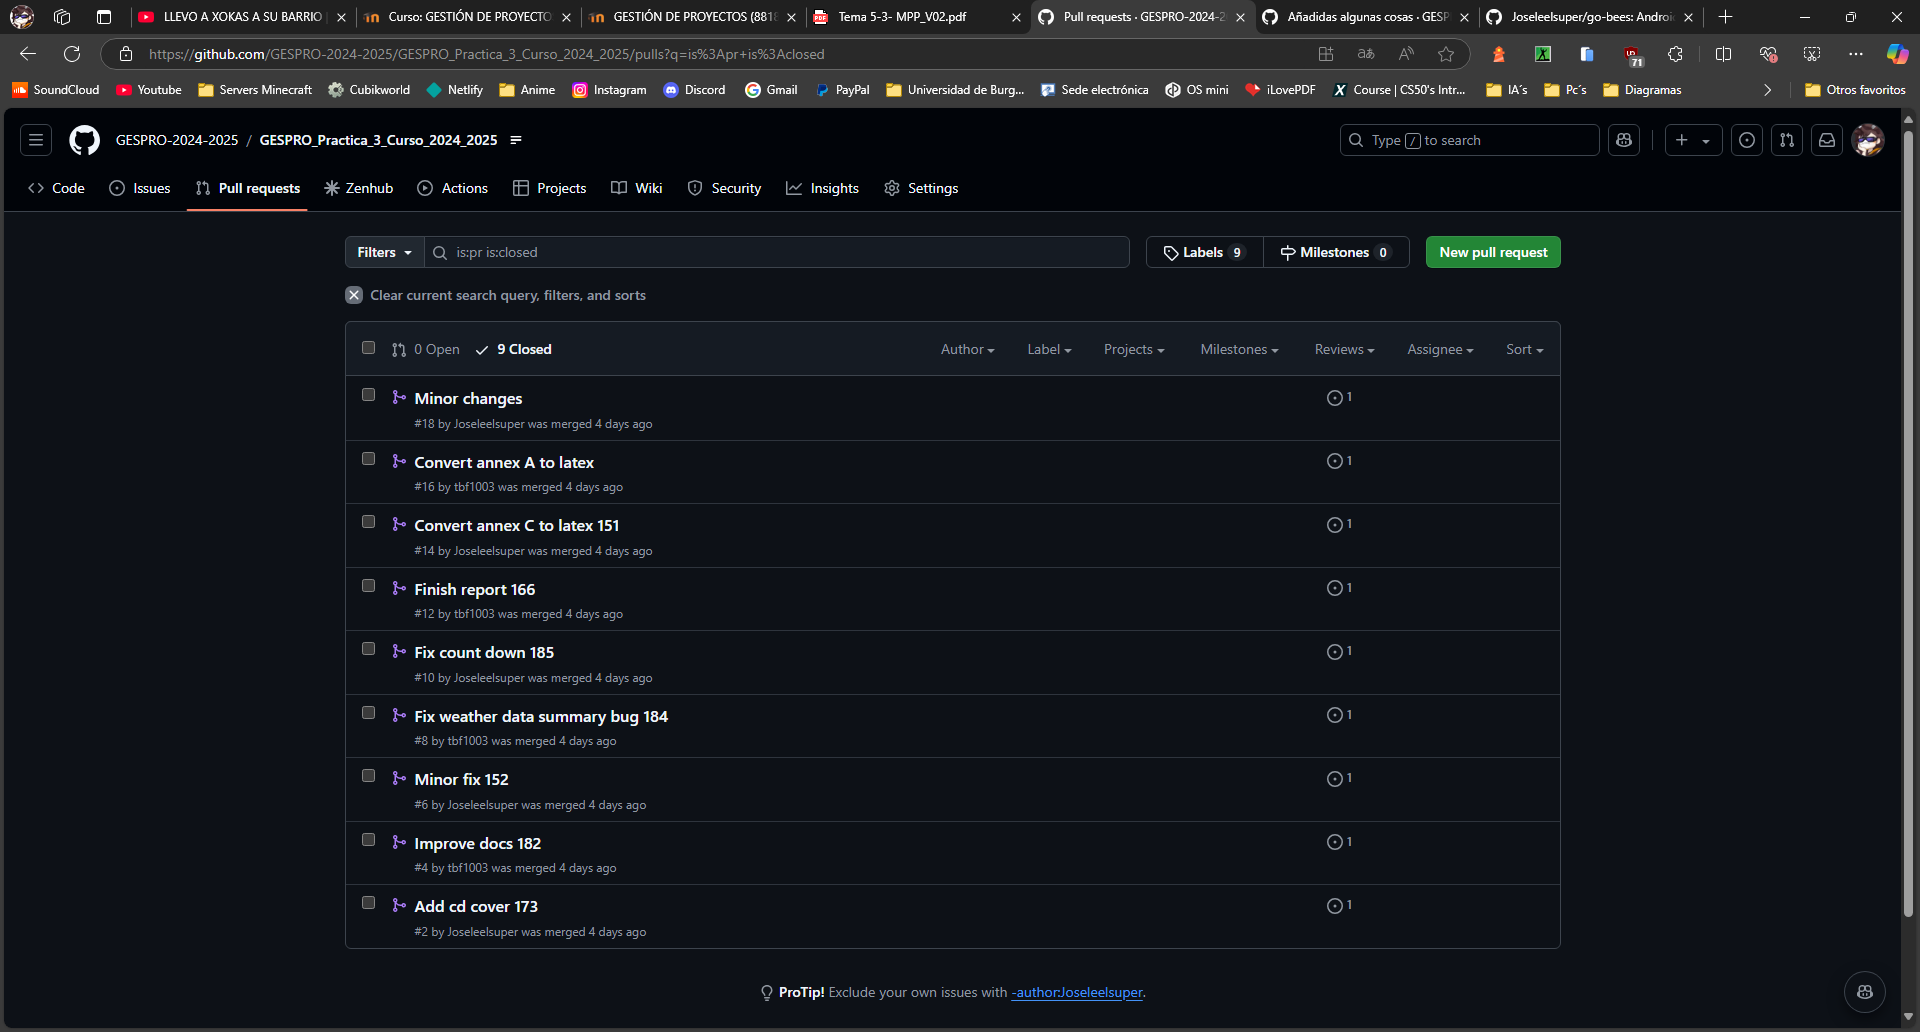 LLEVO A XOKAS A SU BARRIO
Curso: GESTIÓN DE PROYECTO
GESTIÓN DE PROYECTOS (8818
Tema 5-3- MPP_V02.pdf
Pull requests · GESPRO-2024-2
Añadidas algunas cosas · GESP
Joseleelsuper/go-bees: Androi
https://github.com/GESPRO-2024-2025/GESPRO_Practica_3_Curso_2024_2025/pulls?q=is%3Apr+is%3Aclosed
71
SoundCloud
Youtube
Servers Minecraft
Cubikworld
Netlify
Anime
Instagram
Discord
Gmail
PayPal
Universidad de Burg...
Sede electrónica
OS mini
iLovePDF
Course | CS50's Intr...
IA´s
Pc´s
Diagramas
Otros favoritos
GESPRO-2024-2025 / GESPRO_Practica_3_Curso_2024_2025
Type / to search
Code
Issues
Pull requests
Zenhub
Actions
Projects
Wiki
Security
Insights
Settings
Filters
is:pr is:closed
Labels 9
Milestones 0
New pull request
Clear current search query, filters, and sorts
0 Open
9 Closed
Author
Label
Projects
Milestones
Reviews
Assignee
Sort
Minor changes
1
#18 by Joseleelsuper was merged 4 days ago
Convert annex A to latex
1
#16 by tbf1003 was merged 4 days ago
Convert annex C to latex 151
1
#14 by Joseleelsuper was merged 4 days ago
Finish report 166
1
#12 by tbf1003 was merged 4 days ago
Fix count down 185
1
#10 by Joseleelsuper was merged 4 days ago
Fix weather data summary bug 184
1
#8 by tbf1003 was merged 4 days ago
Minor fix 152
1
#6 by Joseleelsuper was merged 4 days ago
Improve docs 182
1
#4 by tbf1003 was merged 4 days ago
Add cd cover 173
1
#2 by Joseleelsuper was merged 4 days ago
ProTip! Exclude your own issues with -author:Joseleelsuper.